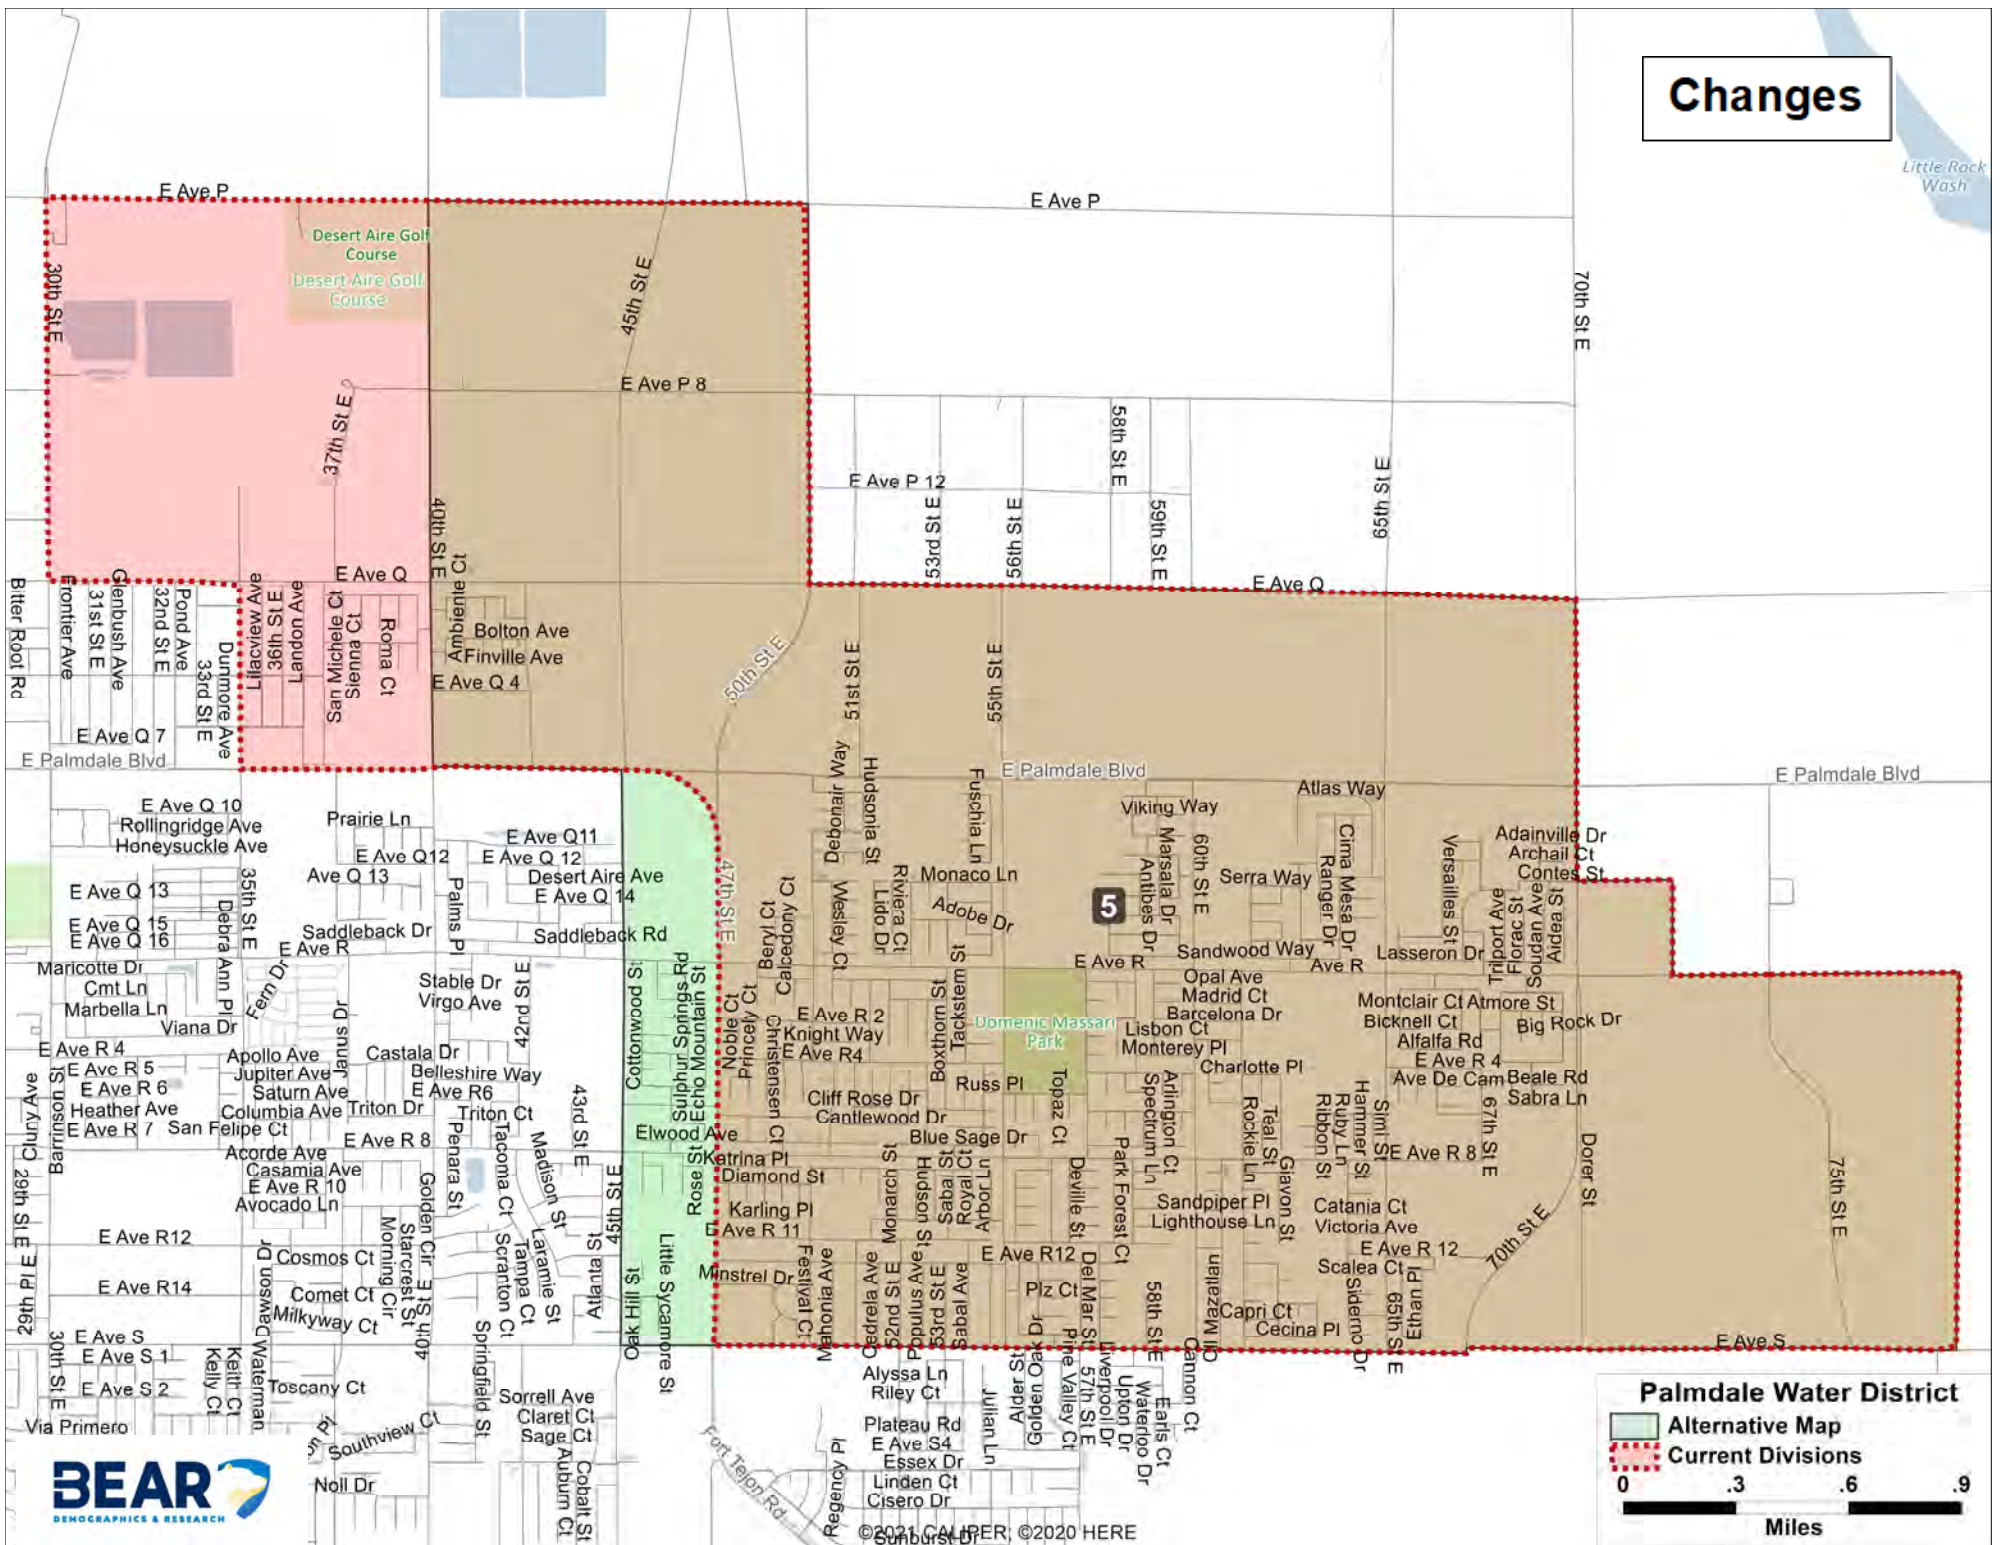 Changes
Little Rock
Wash
E Ave P
E Ave P
Desert Aire Golf
Course
Desert Aire Golf
Course
30th St E
45th St E
70th St E
E Ave P 8
37th St E
58th St E
E Ave P 12
65th St E
40th St E
53rd St E
56th St E
59th St E
E Ave Q
E Ave Q
Bitter Root Rd
Frontier Ave
31st St E
Glenbush Ave
32nd St E
Pond Ave
33rd St E
Dunmore Ave
Lilacview Ave
36th St E
Landon Ave
San Michele Ct
Sienna Ct
Roma Ct
Ambiente Cir
Bolton Ave
Finville Ave
E Ave Q 4
50th St E
51st St E
55th St E
E Ave Q 7
E Palmdale Blvd
E Palmdale Blvd
E Palmdale Blvd
E Ave Q 10
Rollingridge Ave
Honeysuckle Ave
Prairie Ln
E Ave Q11
E Ave Q12
E Ave Q 12
Ave Q 13
Desert Aire Ave
E Ave Q 14
E Ave Q 13
E Ave Q 15
E Ave Q 16
35th St E
Debra Ann Pl
Palms Pl
Saddleback Dr
Saddleback Rd
E Ave R
47th St E
Debonair Way
Hudsonia St
Fuschia Ln
Viking Way
Atlas Way
Marsala Dr
Antibes Dr
60th St E
Cima Mesa Dr
Ranger Dr
Versailles St
Adainville Dr
Archail Ct
Contes St
Monaco Ln
Serra Way
5
Beryl Ct
Calcedony Ct
Wesley Ct
Lido Dr
Riviera Ct
Adobe Dr
Triport Ave
Florac St
Soudan Ave
Aidea St
Sandwood Way
Lasseron Dr
E Ave R
Ave R
Maricotte Dr
Cmt Ln
Marbella Ln
Viana Dr
Fern Dr
Janus Dr
Stable Dr
Virgo Ave
42nd St E
Cottonwood St
Sulphur Springs Rd
Echo Mountain St
Noble Ct
Princely Ct
Christiansen Ct
E Ave R 2
Knight Way
E Ave R4
Boxthorn St
Tackstem St
Domenic Massari
Park
Opal Ave
Madrid Ct
Barcelona Dr
Lisbon Ct
Monterey Pl
Charlotte Pl
Montclair Ct
Atmore St
Bicknell Ct
Big Rock Dr
Alfalfa Rd
E Ave R 4
Ave De Cam
Beale Rd
Sabra Ln
E Ave R 4
E Ave R 5
E Ave R 6
Heather Ave
E Ave R 7
San Felipe Ct
Apollo Ave
Jupiter Ave
Saturn Ave
Columbia Ave
Castala Dr
Belleshire Way
E Ave R6
Triton Dr
Triton Ct
E Ave R 8
43rd St E
Cliff Rose Dr
Cantlewood Dr
Russ Pl
Topaz Ct
Blue Sage Dr
Spectrum Ln
Arlington Ct
Rockie Ln
Teal St
Ribbon St
Ruby Ln
Hammer St
Simi St
67th St E
E Ave R 8
Dorer St
75th St E
Elwood Ave
Katrina Pl
Diamond St
Karling Pl
E Ave R 11
Rose St
Acorde Ave
Casamia Ave
E Ave R 10
Avocado Ln
Barrinson St
Chiry Ave
29th St E
29th Pl E
E Ave R12
E Ave R14
Cosmos Ct
Comet Ct
Milkyway Ct
Dawson Dr
Morning Cir
Starcrest St
Golden Cir
40th St E
Penara St
Tacoma Ct
Scranton Ct
Tampa Ct
Madison St
Laramie St
Atlanta St
45th St E
Oak Hill St
Little Sycamore St
Minstrel Dr
Festival Ct
Mahonia Ave
Monarch St
Hudson St
Sabal St
Royal Ct
Arbor Ln
Cedrela Ave
52nd St E
Populus Ave
53rd St E
Sabal Ave
E Ave R12
Plz Ct
Deville St
Park Forest Ct
Del Mar St
Sandpiper Pl
Lighthouse Ln
Giavon St
Cll Mazatlan
58th St E
Capri Ct
Cecina Pl
Catania Ct
Victoria Ave
E Ave R 12
Scalea Ct
Siderno Dr
65th St E
Ethan Pl
70th St E
E Ave S
E Ave S
E Ave S 1
E Ave S 2
Via Primero
30th St E
Kelly Ct
Keith Ct
Waterman
Toscany Ct
Southview Ct
on Pl
Noll Dr
Springfield St
Sorrell Ave
Claret Ct
Sage Ct
Auburn Ct
Cobalt St
Fort Tejon Rd
Regency Pl
Alyssa Ln
Riley Ct
Plateau Rd
E Ave S4
Essex Dr
Linden Ct
Cisero Dr
Sunburst Dr
Julian Ln
Alder St
Golden Oak Dr
Pine Valley Ct
57th St E
Liverpool Dr
Upton Dr
Waterloo Dr
Earls Ct
Cannon Ct
©2021 CALIPER; ©2020 HERE
BEAR
DEMOGRAPHICS & RESEARCH
Palmdale Water District
Alternative Map
Current Divisions
0 .3 .6 .9
Miles